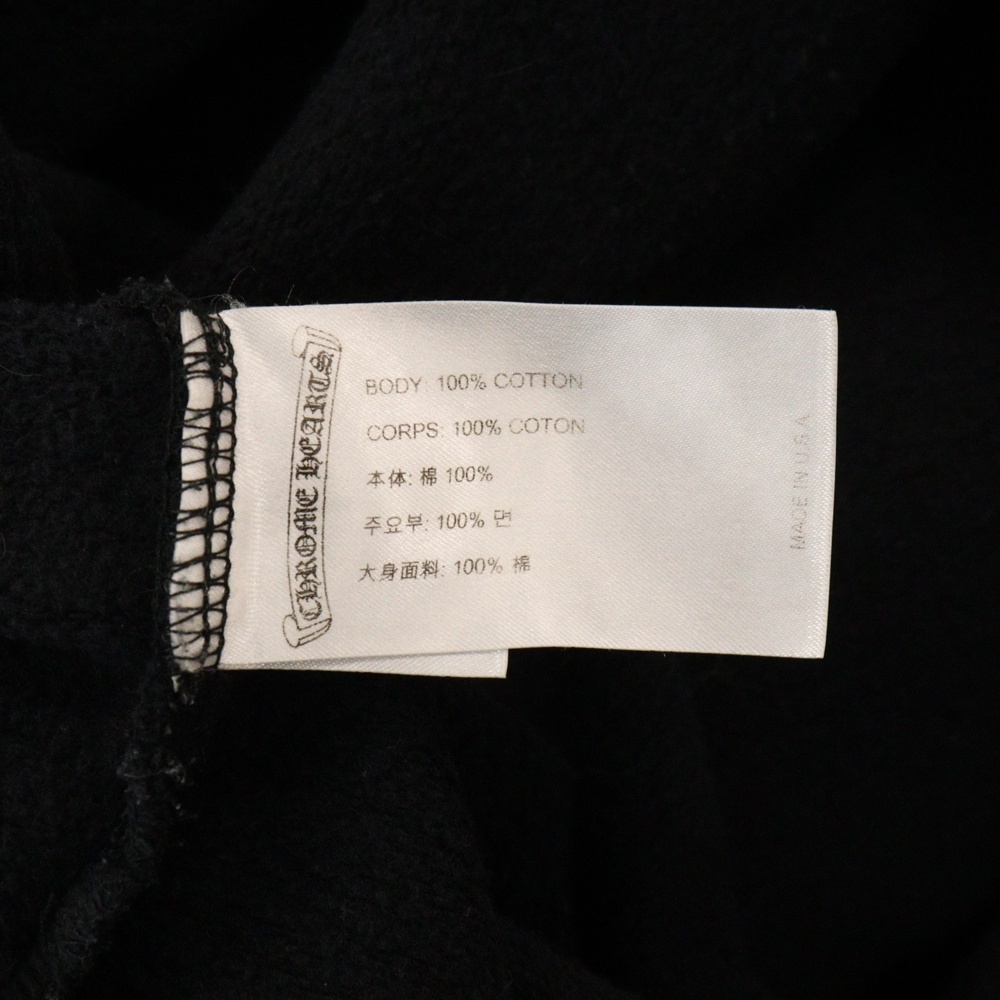 CHROME HEARTS
BODY: 100% COTTON
CORPS: 100% COTON
本体: 棉 100%
주요부: 100% 면
大身面料: 100% 棉
MADE IN U.S.A